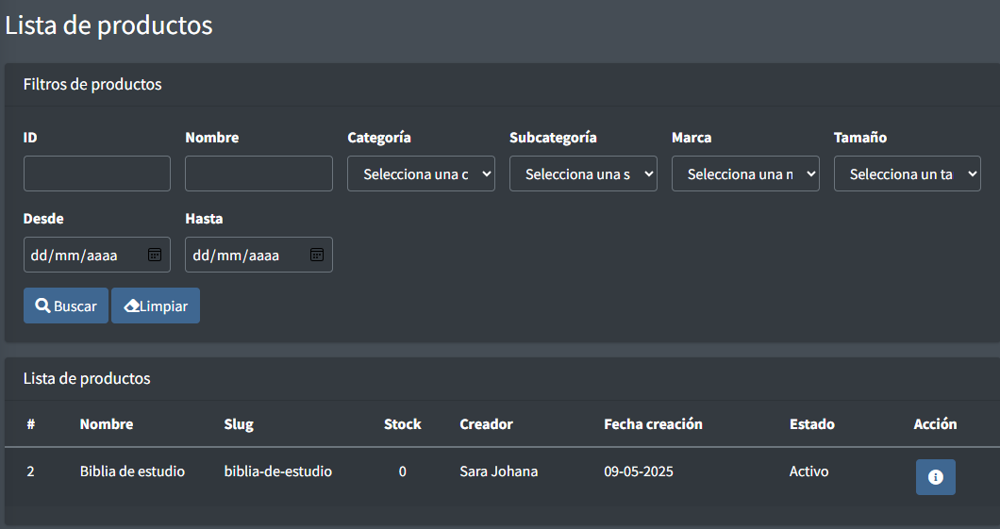 Lista de productos
Filtros de productos
ID Nombre Categoría Subcategoría Marca Tamaño
Selecciona una c Selecciona una s Selecciona una n Selecciona un ta
Desde Hasta
dd/mm/aaaa dd/mm/aaaa
Buscar Limpiar
Lista de productos
# Nombre Slug Stock Creador Fecha creación Estado Acción
2 Biblia de estudio biblia-de-estudio 0 Sara Johana 09-05-2025 Activo